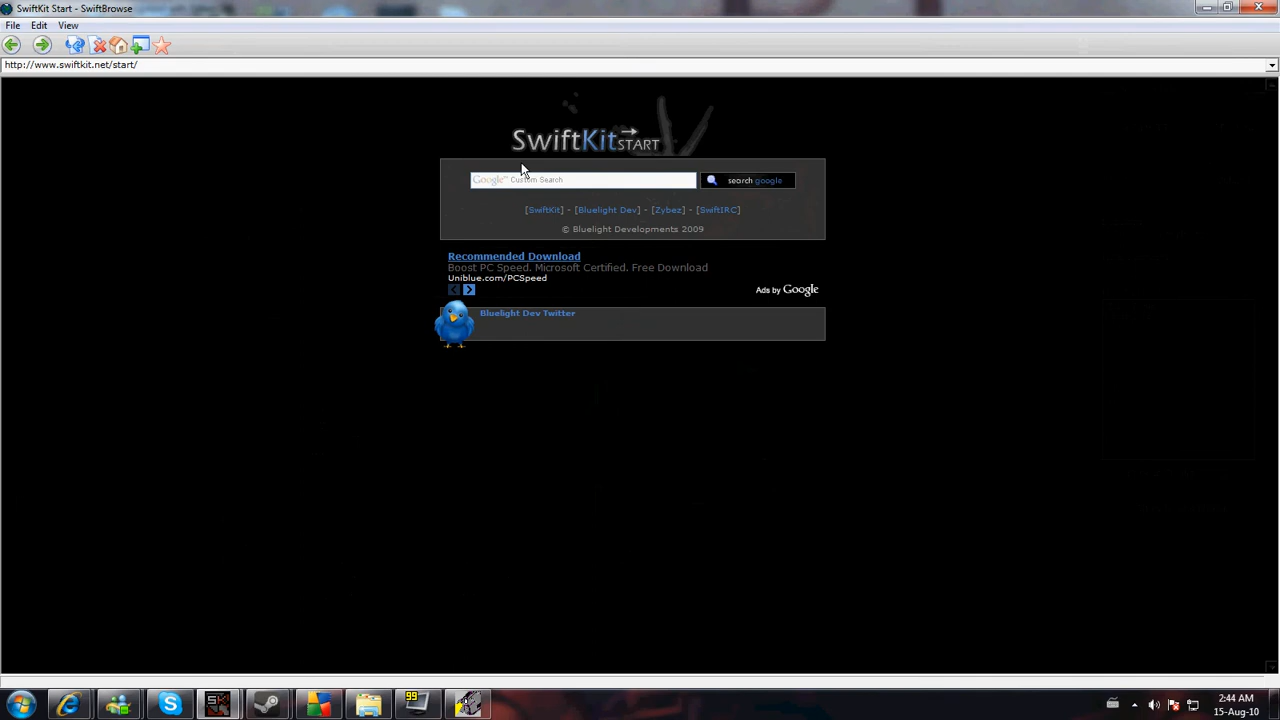 SwiftKit Start - SwiftBrowse
File Edit View
http://www.swiftkit.net/start/
SwiftKit START
Google™ Custom Search
search google
[SwiftKit] - [Bluelight Dev] - [Zybez] - [SwiftIRC]
© Bluelight Developments 2009
Recommended Download
Boost PC Speed. Microsoft Certified. Free Download
Uniblue.com/PCSpeed
Ads by Google
Bluelight Dev Twitter
99
2:44 AM
15-Aug-10